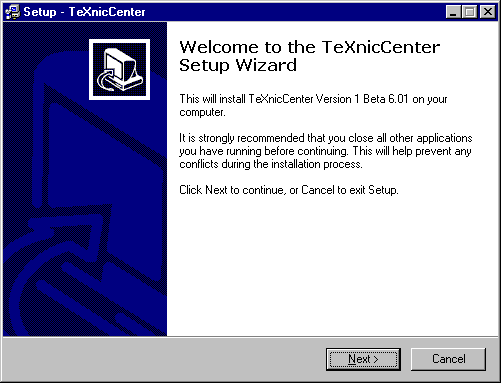 Setup - TeXnicCenter
Welcome to the TeXnicCenter
Setup Wizard
This will install TeXnicCenter Version 1 Beta 6.01 on your
computer.
It is strongly recommended that you close all other applications
you have running before continuing. This will help prevent any
conflicts during the installation process.
Click Next to continue, or Cancel to exit Setup.
Next >
Cancel